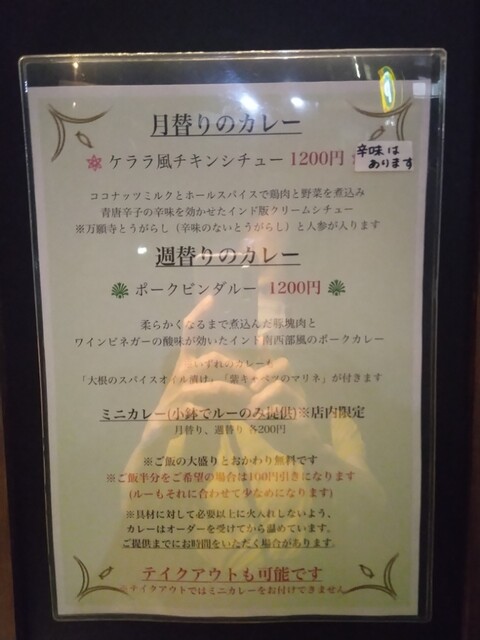 月替りのカレー
ケララ風チキンシチュー 1200円
辛味は
あります
ココナッツミルクとホールスパイスで鶏肉と野菜を煮込み
青唐辛子の辛味を効かせたインド版クリームシチュー
※万願寺とうがらし（辛味のないとうがらし）と人参が入ります
週替りのカレー
ポークビンダルー 1200円
柔らかくなるまで煮込んだ豚塊肉と
ワインビネガーの酸味が効いたインド南西部風のポークカレー
※いずれのカレーも
「大根のスパイスオイル漬け」「紫キャベツのマリネ」が付きます
ミニカレー(小鉢でルーのみ提供)※店内限定
月替り、週替り 各200円
※ご飯の大盛りとおかわり無料です
※ご飯半分をご希望の場合は100円引きになります
(ルーもそれに合わせて少なめになります)
※具材に対して必要以上に火入れしないよう、
カレーはオーダーを受けてから温めています。
ご提供までにお時間をいただく場合があります。
テイクアウトも可能です
※テイクアウトではミニカレーをお付けできません